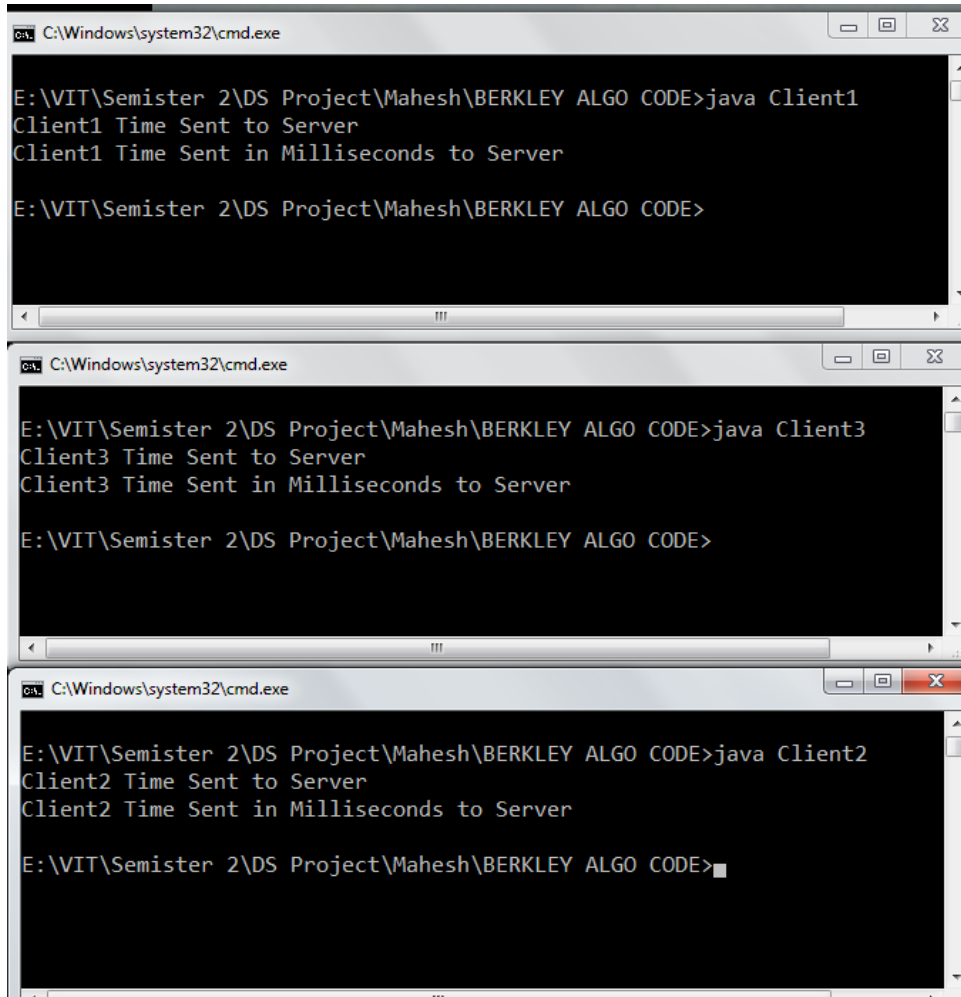 C:\Windows\system32\cmd.exe
E:\VIT\Semister 2\DS Project\Mahesh\BERKLEY ALGO CODE>java Client1
Client1 Time Sent to Server
Client1 Time Sent in Milliseconds to Server
E:\VIT\Semister 2\DS Project\Mahesh\BERKLEY ALGO CODE>
C:\Windows\system32\cmd.exe
E:\VIT\Semister 2\DS Project\Mahesh\BERKLEY ALGO CODE>java Client3
Client3 Time Sent to Server
Client3 Time Sent in Milliseconds to Server
E:\VIT\Semister 2\DS Project\Mahesh\BERKLEY ALGO CODE>
C:\Windows\system32\cmd.exe
E:\VIT\Semister 2\DS Project\Mahesh\BERKLEY ALGO CODE>java Client2
Client2 Time Sent to Server
Client2 Time Sent in Milliseconds to Server
E:\VIT\Semister 2\DS Project\Mahesh\BERKLEY ALGO CODE>